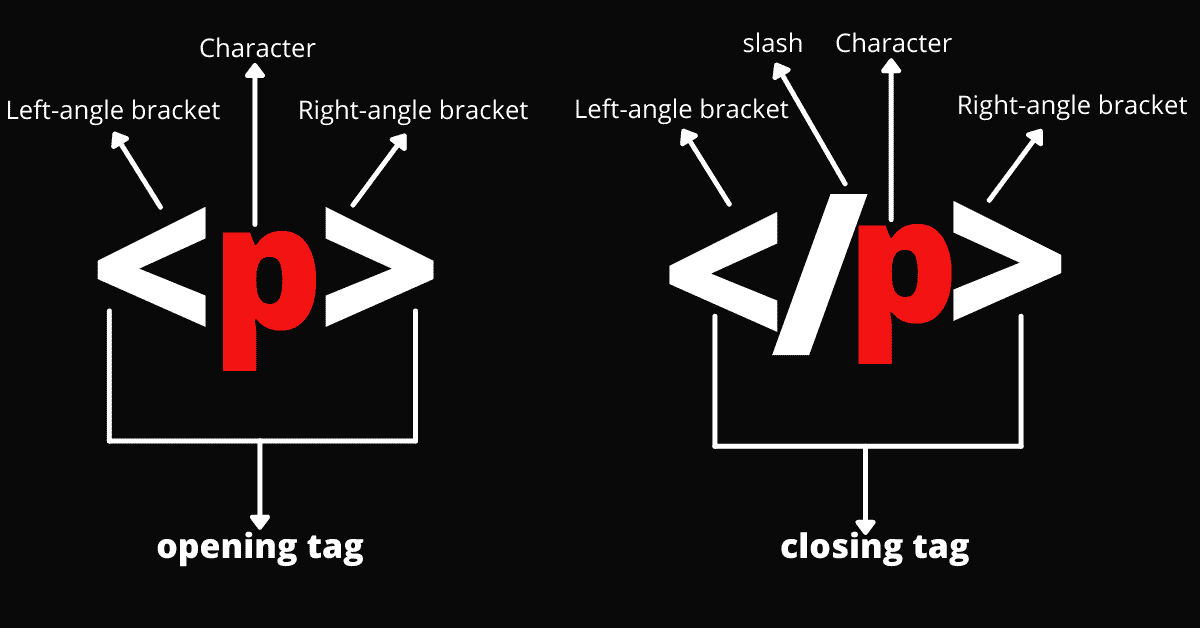 Character
Left-angle bracket
Right-angle bracket
<p>
opening tag
slash
Character
Left-angle bracket
Right-angle bracket
</p>
closing tag